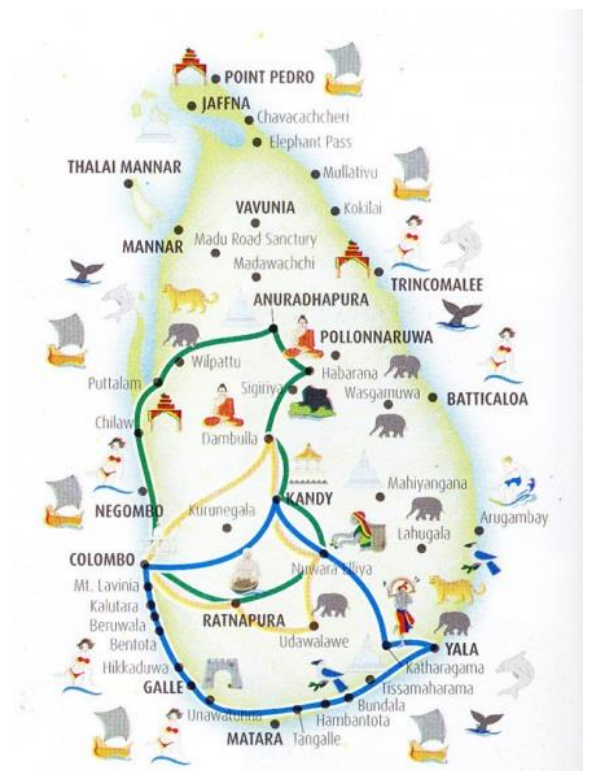 POINT PEDRO
JAFFNA
Chavacachcheri
Elephant Pass
THALAI MANNAR
Mullativu
VAVUNIA
Kokilai
MANNAR
Madu Road Sanctury
Madawachchi
TRINCOMALEE
ANURADHAPURA
POLLONNARUWA
Wilpattu
Habarana
Puttalam
Sigiriya
Wasgamuwa
BATTICALOA
Chilaw
Dambulla
Mahiyangana
KANDY
NEGOMBO
Kurunegala
Arugambay
Lahugala
COLOMBO
Nuwara Elliya
Mt. Lavinia
Kalutara
RATNAPURA
Beruwala
Udawalawe
Bentota
YALA
Hikkaduwa
Katharagama
GALLE
Tissamaharama
Bundala
Unawatunna
Hambantota
MATARA
Tangalle